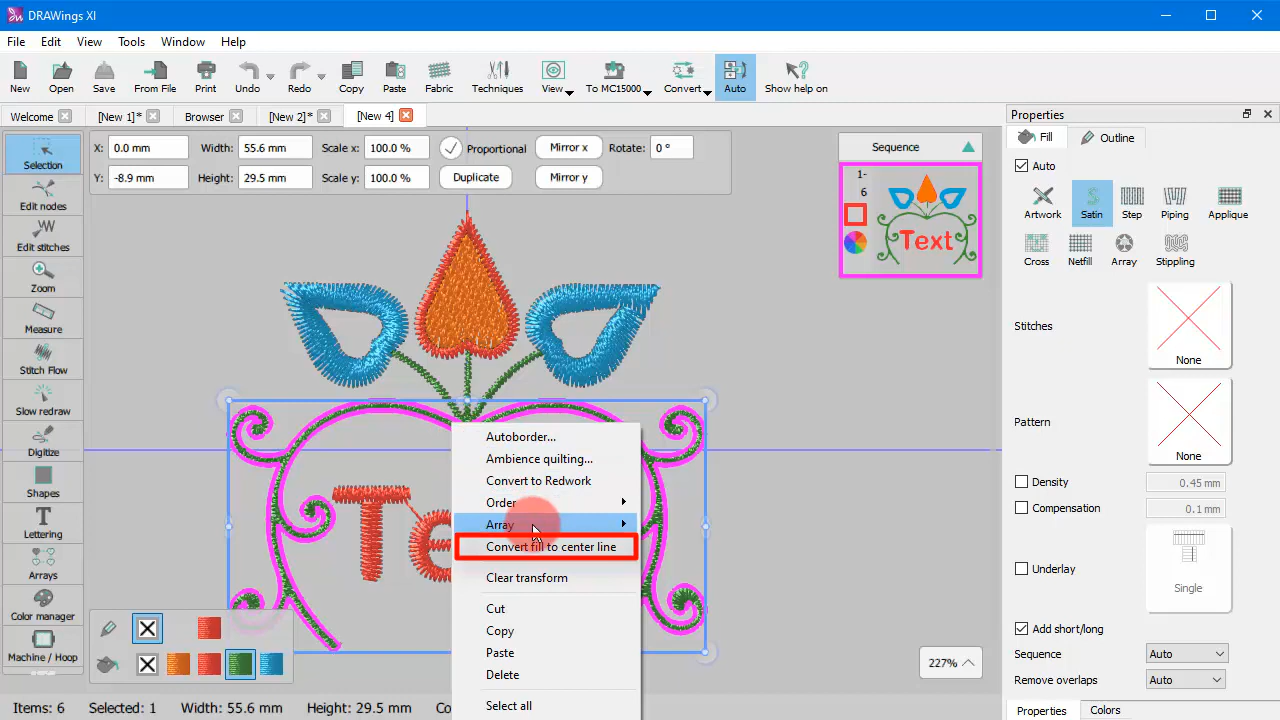 DRAWings XI
File Edit View Tools Window Help
New Open Save From File Print Undo Redo Copy Paste Fabric Techniques View To MC15000 Convert Auto Show help on
Welcome [New 1]* Browser [New 2]* [New 4]
X: 0.0 mm Width: 55.6 mm Scale x: 100.0 % Proportional Mirror x Rotate: 0 °
Y: -8.9 mm Height: 29.5 mm Scale y: 100.0 % Duplicate Mirror y
Selection
Edit nodes
Edit stitches
Zoom
Measure
Stitch Flow
Slow redraw
Digitize
Shapes
Lettering
Arrays
Color manager
Machine / Hoop
Sequence
1-
6
Text
Te
Autoborder...
Ambience quilting...
Convert to Redwork
Order
Array
Convert fill to center line
Clear transform
Cut
Copy
Paste
Delete
Select all
227%
Properties
Fill Outline
Auto
Artwork Satin Step Piping Applique
Cross Netfill Array Stippling
Stitches None
Pattern None
Density 0.45 mm
Compensation 0.1 mm
Underlay Single
Add short/long
Sequence Auto
Remove overlaps Auto
Properties Colors
Items: 6 Selected: 1 Width: 55.6 mm Height: 29.5 mm Co